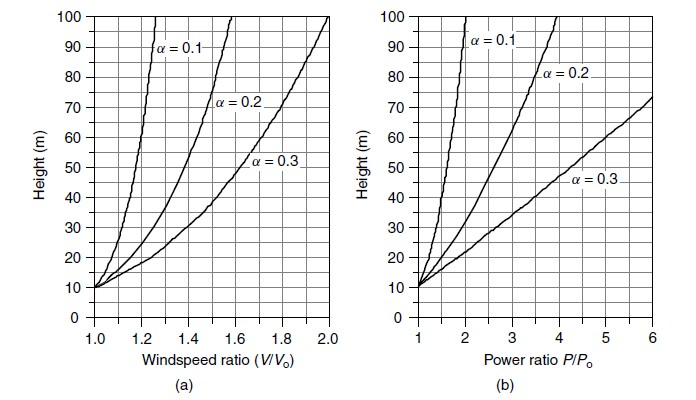 100
90
80
70
60
50
40
30
20
10
0
Height (m)
α = 0.1
α = 0.2
α = 0.3
1.0 1.2 1.4 1.6 1.8 2.0
Windspeed ratio (V/Vo)
(a)
100
90
80
70
60
50
40
30
20
10
0
Height (m)
α = 0.1
α = 0.2
α = 0.3
1 2 3 4 5 6
Power ratio P/Po
(b)